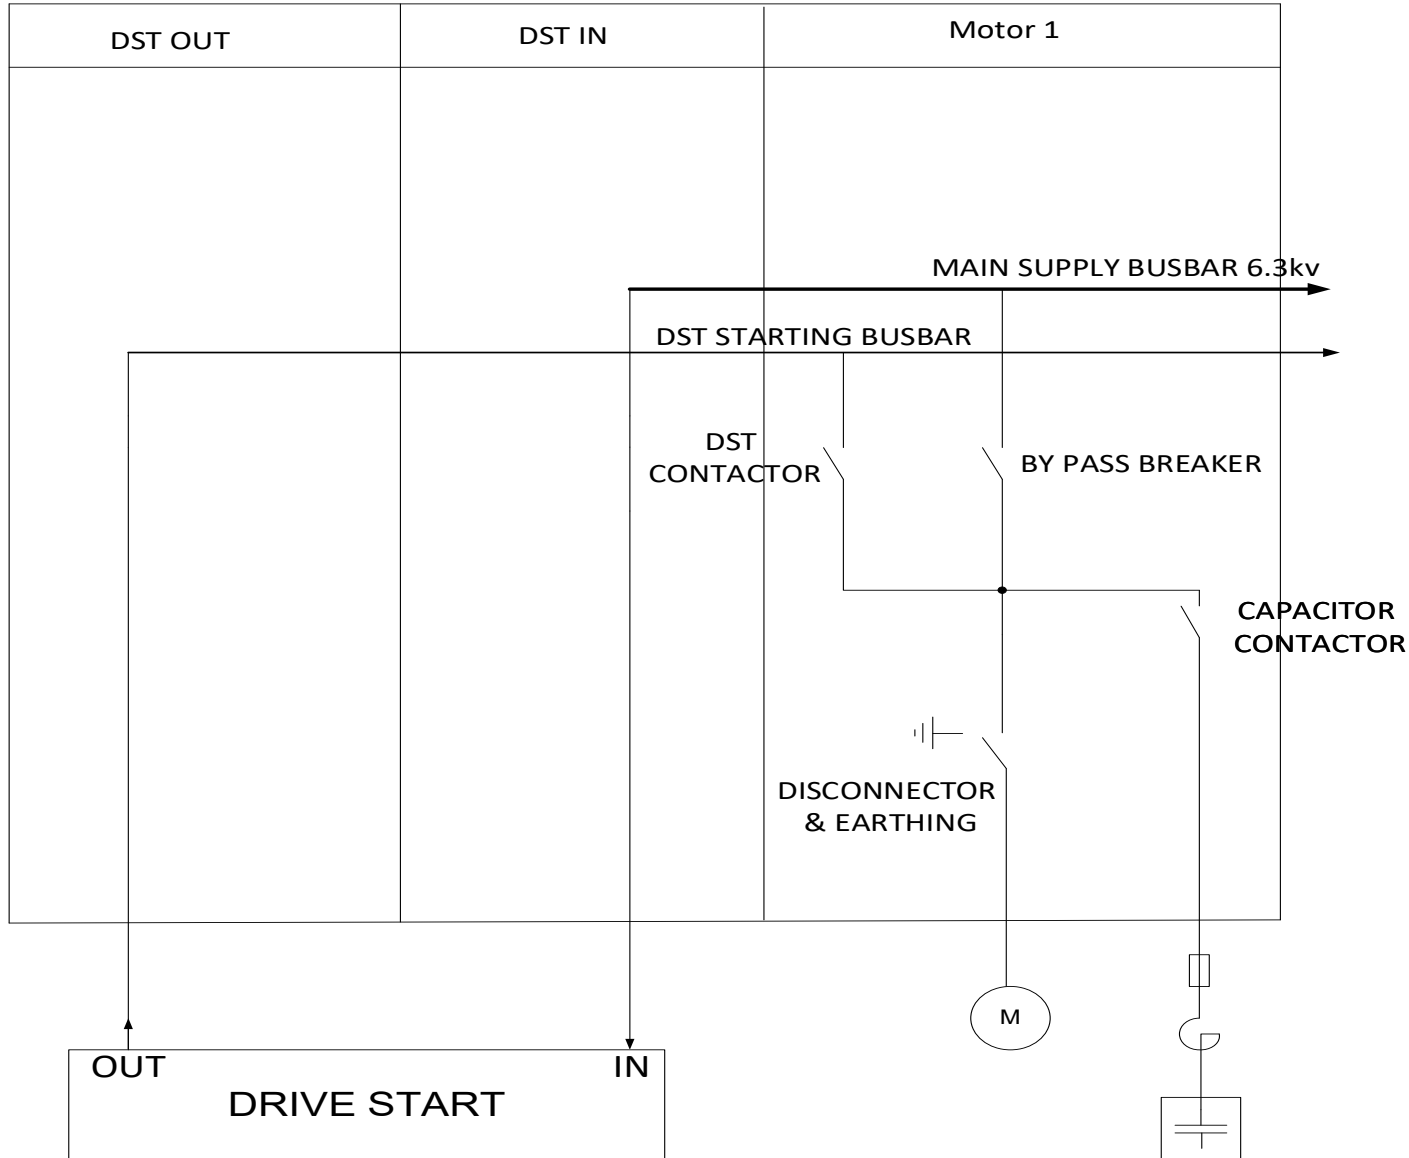 DST OUT
DST IN
Motor 1
MAIN SUPPLY BUSBAR 6.3kv
DST STARTING BUSBAR
DST
CONTACTOR
BY PASS BREAKER
CAPACITOR
CONTACTOR
DISCONNECTOR
& EARTHING
M
OUT
IN
DRIVE START